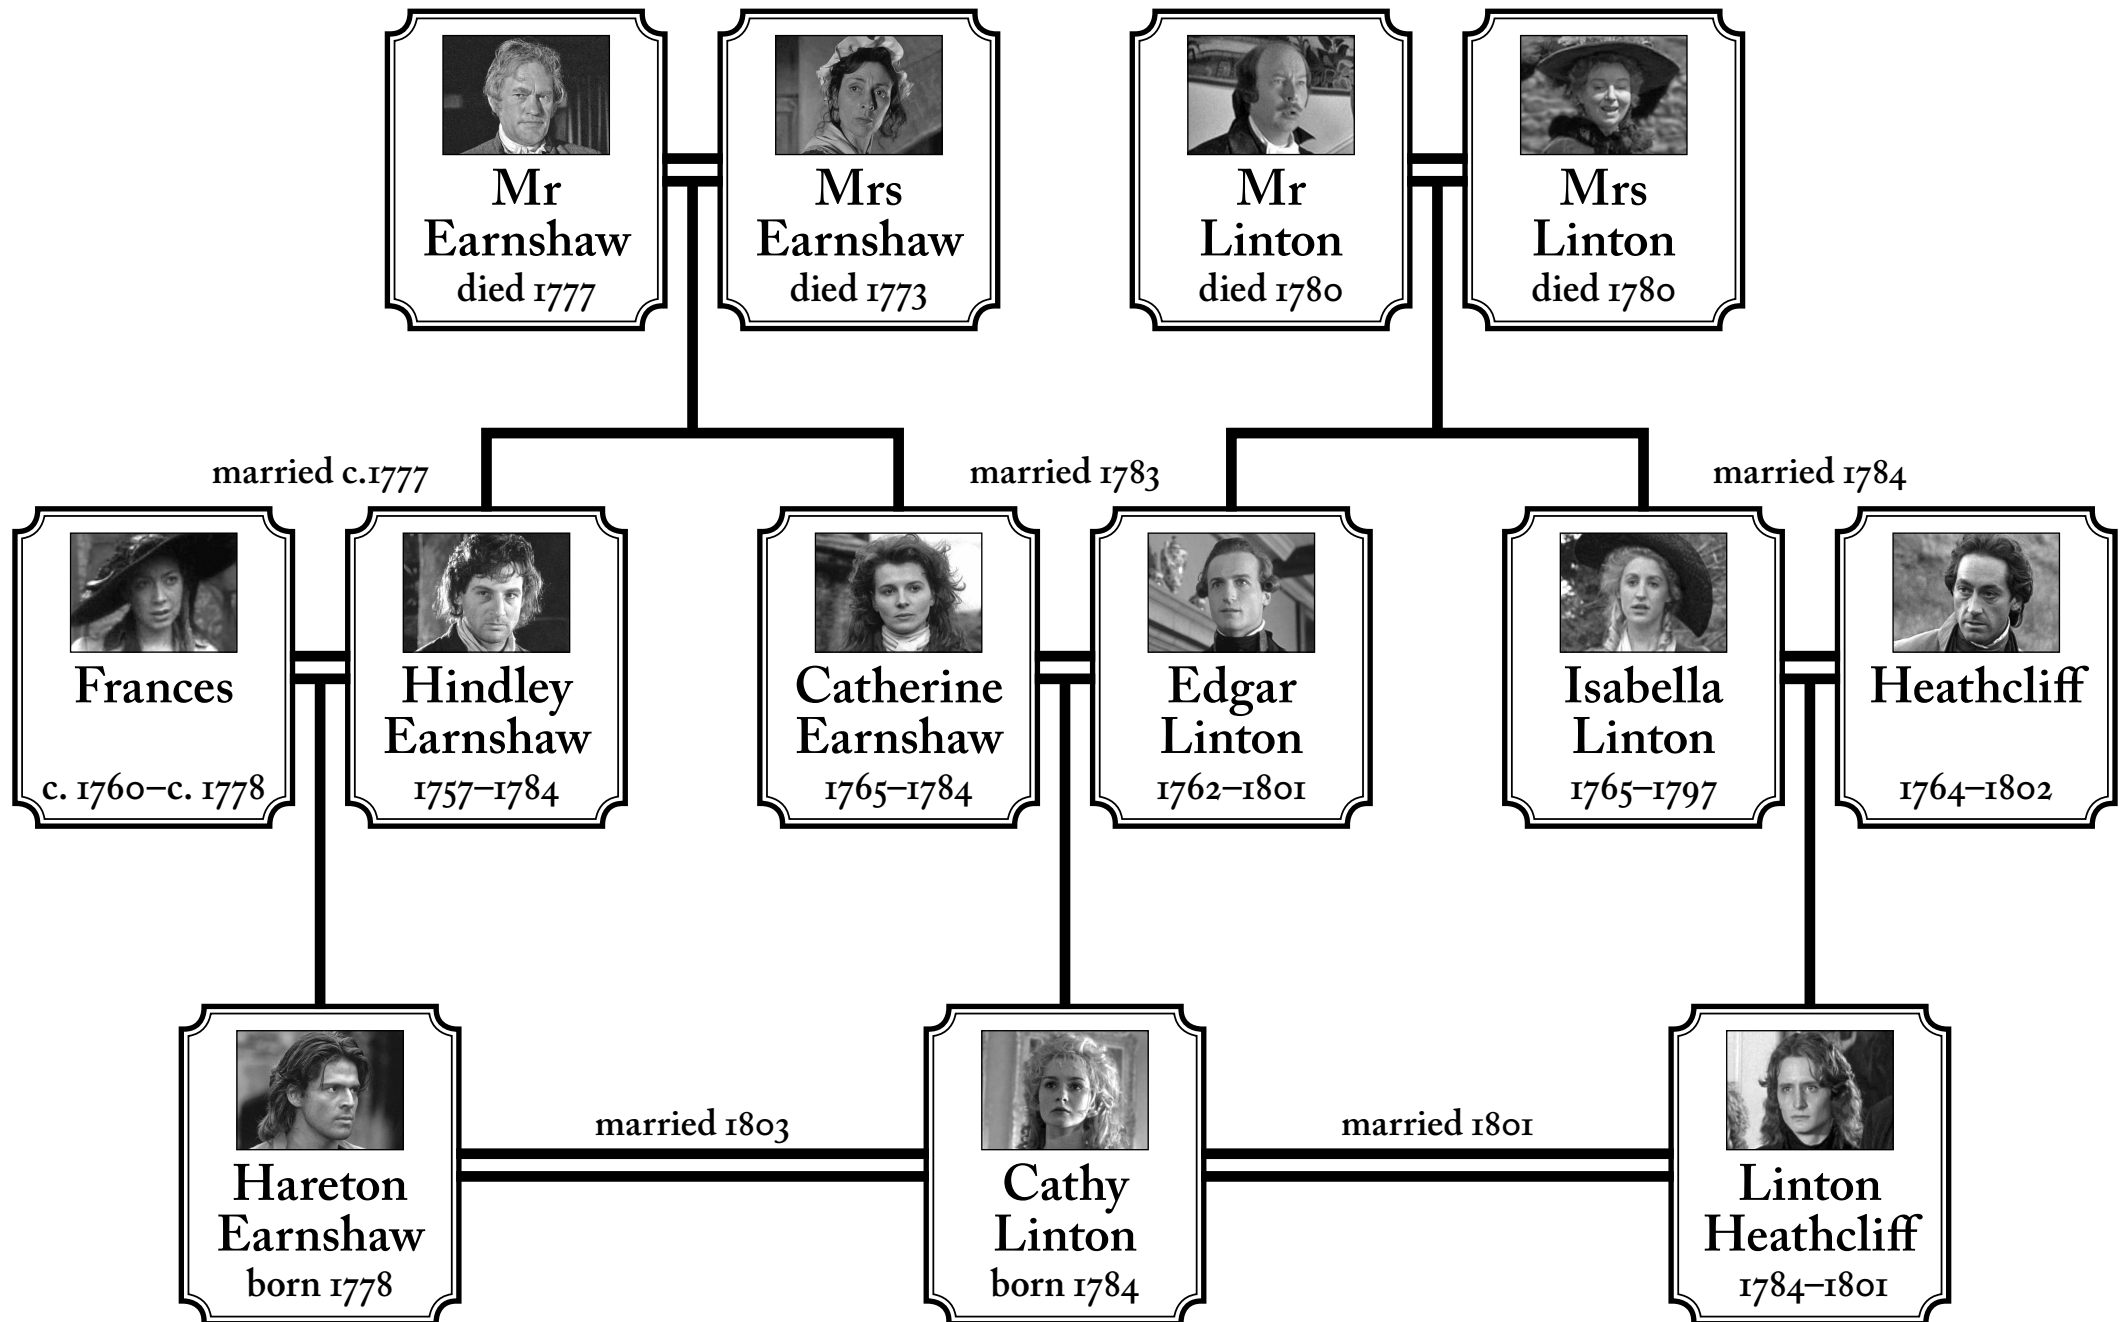 Mr
Earnshaw
died 1777
Mrs
Earnshaw
died 1773
Mr
Linton
died 1780
Mrs
Linton
died 1780
married c.1777
married 1783
married 1784
Frances
c. 1760–c. 1778
Hindley
Earnshaw
1757–1784
Catherine
Earnshaw
1765–1784
Edgar
Linton
1762–1801
Isabella
Linton
1765–1797
Heathcliff
1764–1802
married 1803
married 1801
Hareton
Earnshaw
born 1778
Cathy
Linton
born 1784
Linton
Heathcliff
1784–1801